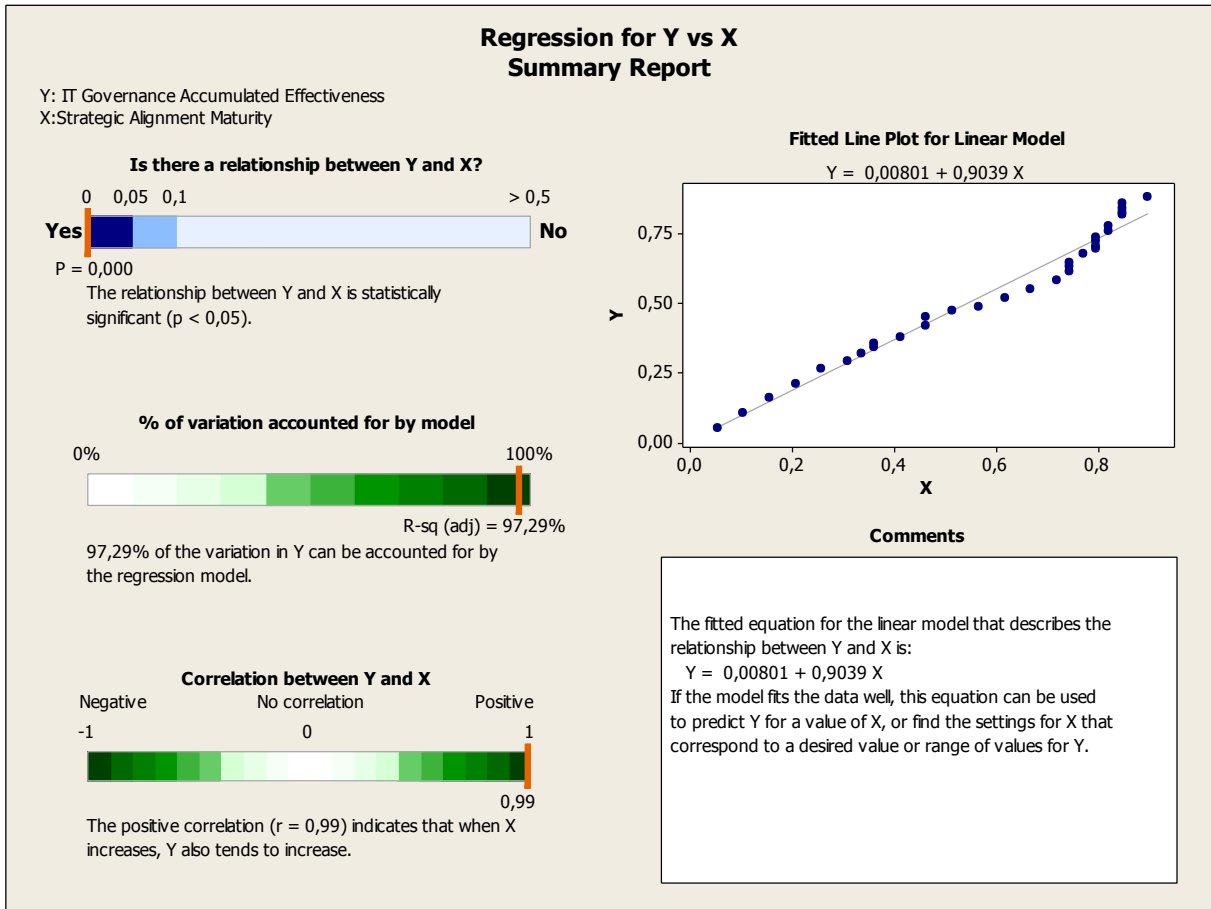 Regression for Y vs X
Summary Report
Y: IT Governance Accumulated Effectiveness
X:Strategic Alignment Maturity
Is there a relationship between Y and X?
0 0,05 0,1 > 0,5
Yes No
P = 0,000
The relationship between Y and X is statistically
significant (p < 0,05).
% of variation accounted for by model
0% 100%
R-sq (adj) = 97,29%
97,29% of the variation in Y can be accounted for by
the regression model.
Correlation between Y and X
Negative No correlation Positive
-1 0 1
0,99
The positive correlation (r = 0,99) indicates that when X
increases, Y also tends to increase.
Fitted Line Plot for Linear Model
Y = 0,00801 + 0,9039 X
0,75
0,50
Y
0,25
0,00
0,0 0,2 0,4 0,6 0,8
X
Comments
The fitted equation for the linear model that describes the
relationship between Y and X is:
Y = 0,00801 + 0,9039 X
If the model fits the data well, this equation can be used
to predict Y for a value of X, or find the settings for X that
correspond to a desired value or range of values for Y.